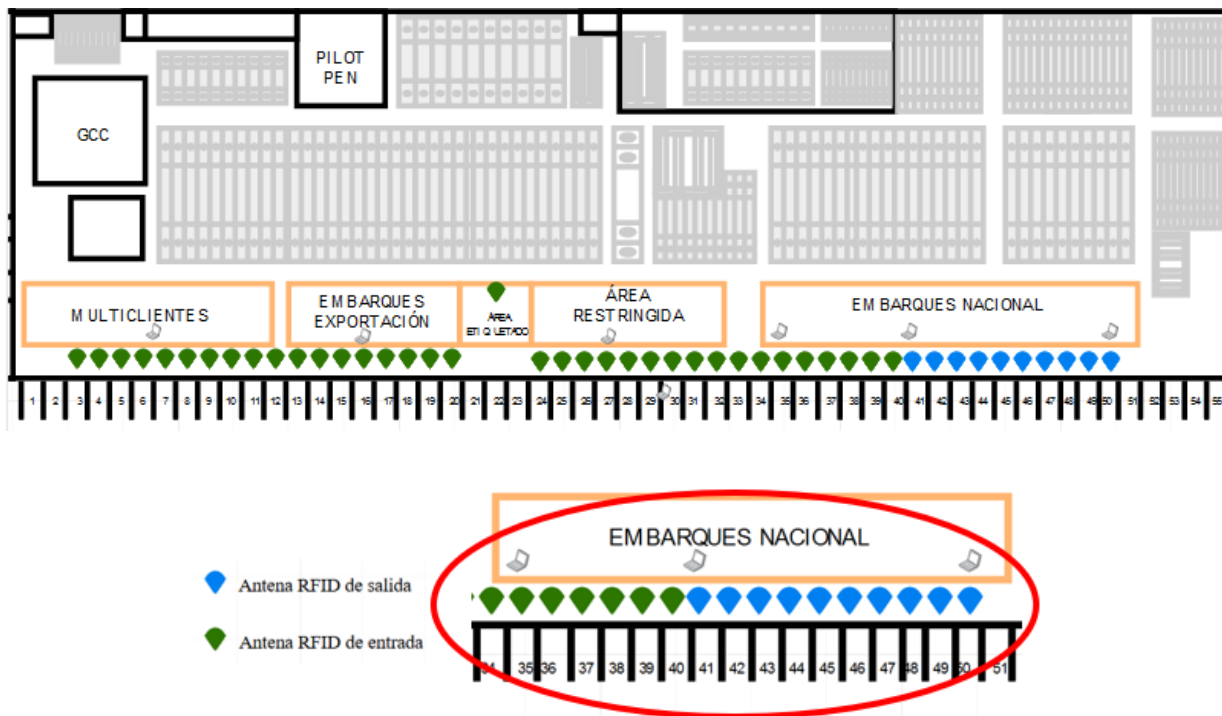 PILOT
PEN
GCC
MULTICLIENTES
EMBARQUES
EXPORTACIÓN
ÁREA
ETIQUETADO
ÁREA
RESTRINGIDA
EMBARQUES NACIONAL
1 2 3 4 5 6 7 8 9 10 11 12 13 14 15 16 17 18 19 20 21 22 23 24 25 26 27 28 29 30 31 32 33 34 35 36 37 38 39 40 41 42 43 44 45 46 47 48 49 50 51 52 53 54 55
EMBARQUES NACIONAL
Antena RFID de salida
Antena RFID de entrada
34 35 36 37 38 39 40 41 42 43 44 45 46 47 48 49 50 51